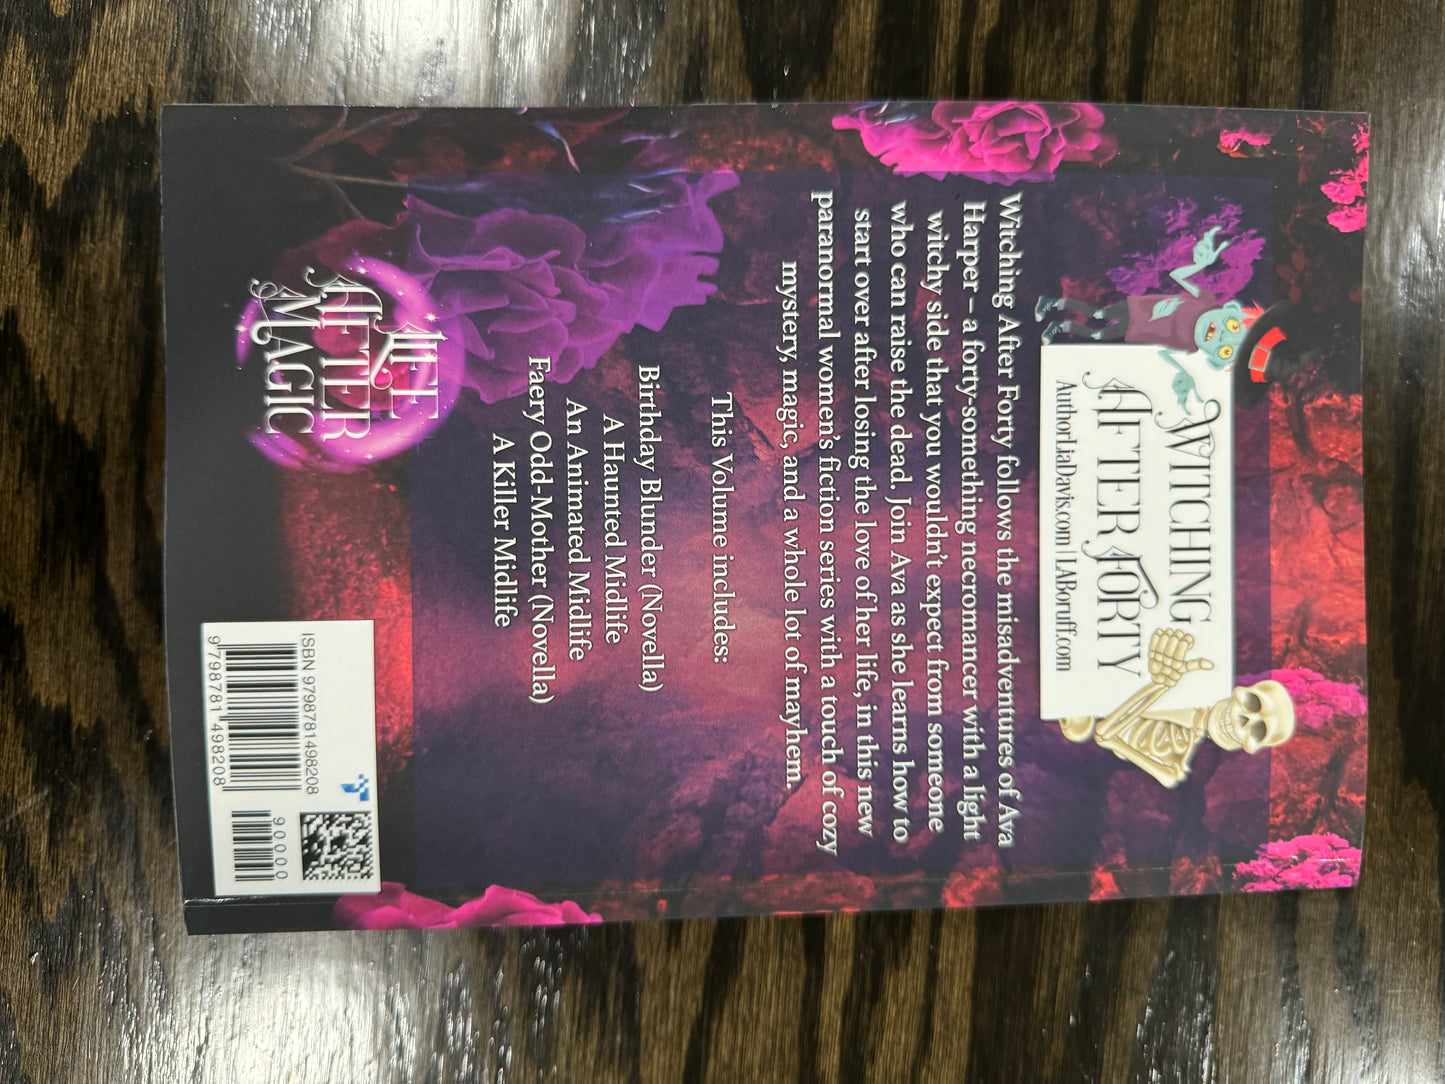 WITCHING
AFTER FORTY
AuthorLiaDavis.com | LABoruff.com
Witching After Forty follows the misadventures of Ava
Harper – a forty-something necromancer with a light
witchy side that you wouldn't expect from someone
who can raise the dead. Join Ava as she learns how to
start over after losing the love of her life, in this new
paranormal women's fiction series with a touch of cozy
mystery, magic, and a whole lot of mayhem.
This Volume includes:
Birthday Blunder (Novella)
A Haunted Midlife
An Animated Midlife
Faery Odd-Mother (Novella)
A Killer Midlife
LIFE
AFTER
MAGIC
ISBN 9798781498208
90000
9 798781 498208